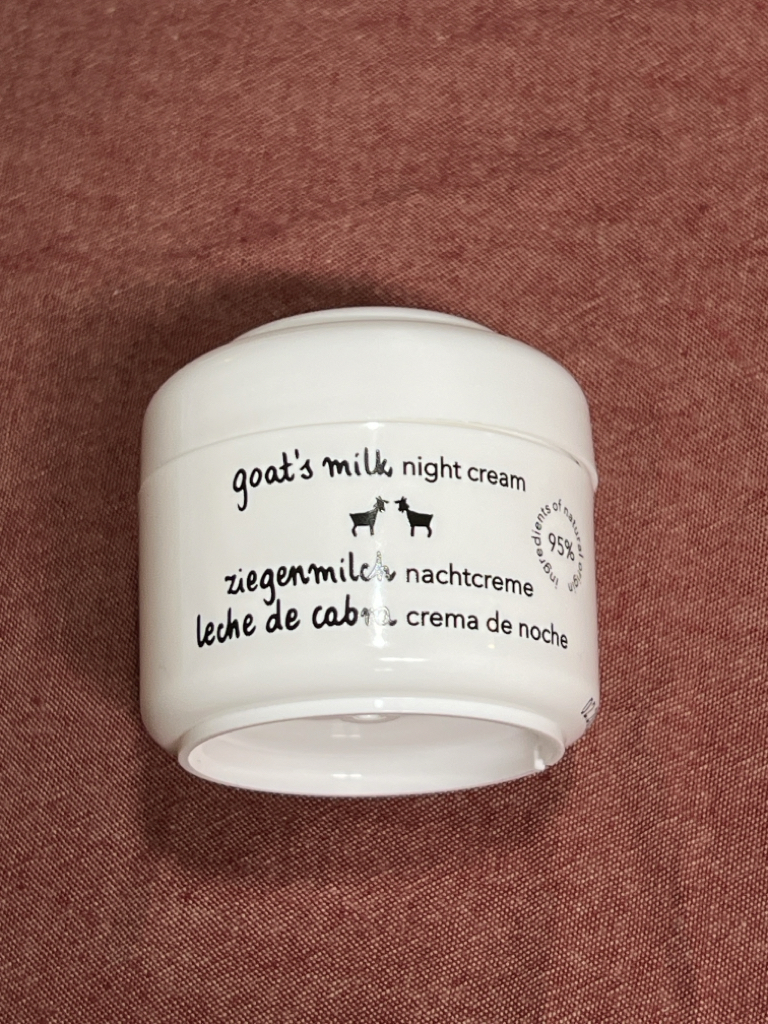 goat's milk night cream
ziegenmilch nachtcreme
leche de cabra crema de noche
95%
ingredients of natural origin